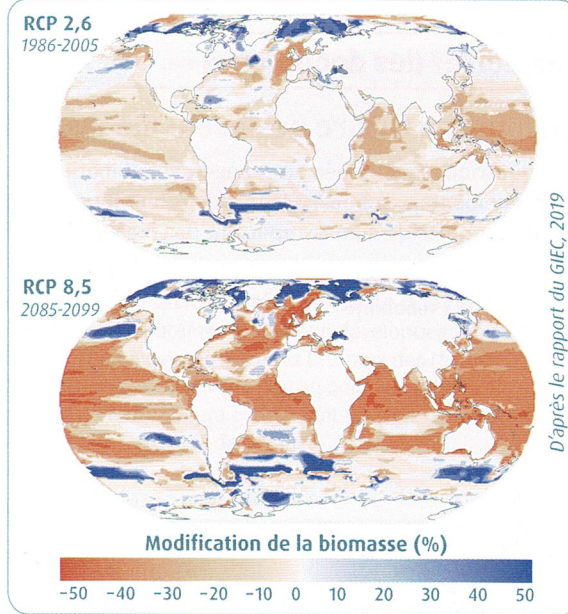 RCP 2,6
1986-2005
RCP 8,5
2085-2099
D'après le rapport du GIEC, 2019
Modification de la biomasse (%)
-50 -40 -30 -20 -10 0 10 20 30 40 50